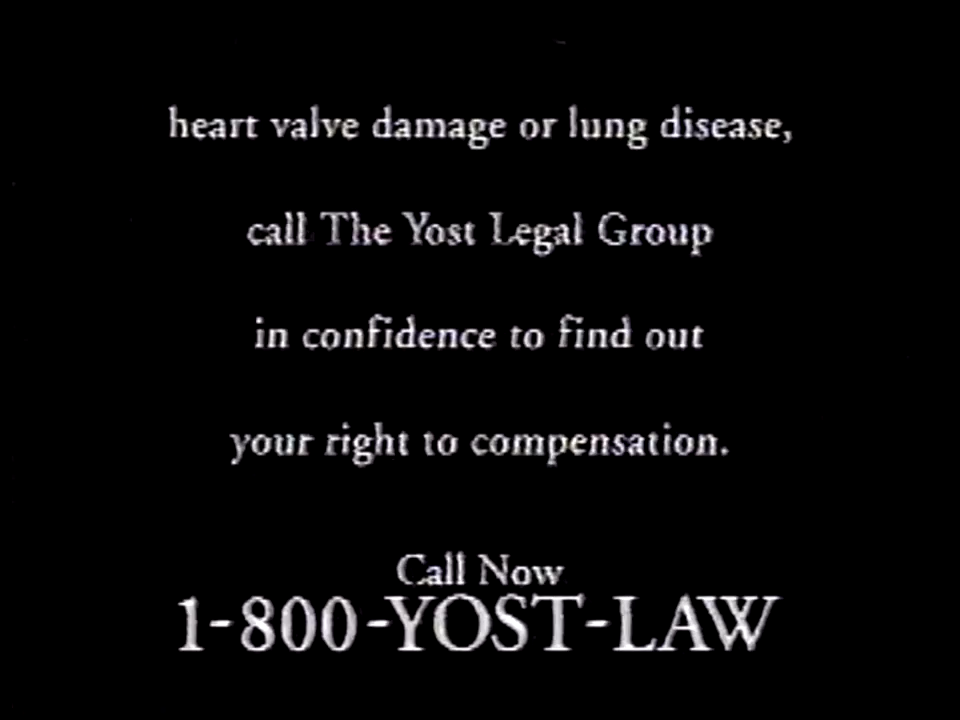 heart valve damage or lung disease,
call The Yost Legal Group
in confidence to find out
your right to compensation.
Call Now
1-800-YOST-LAW